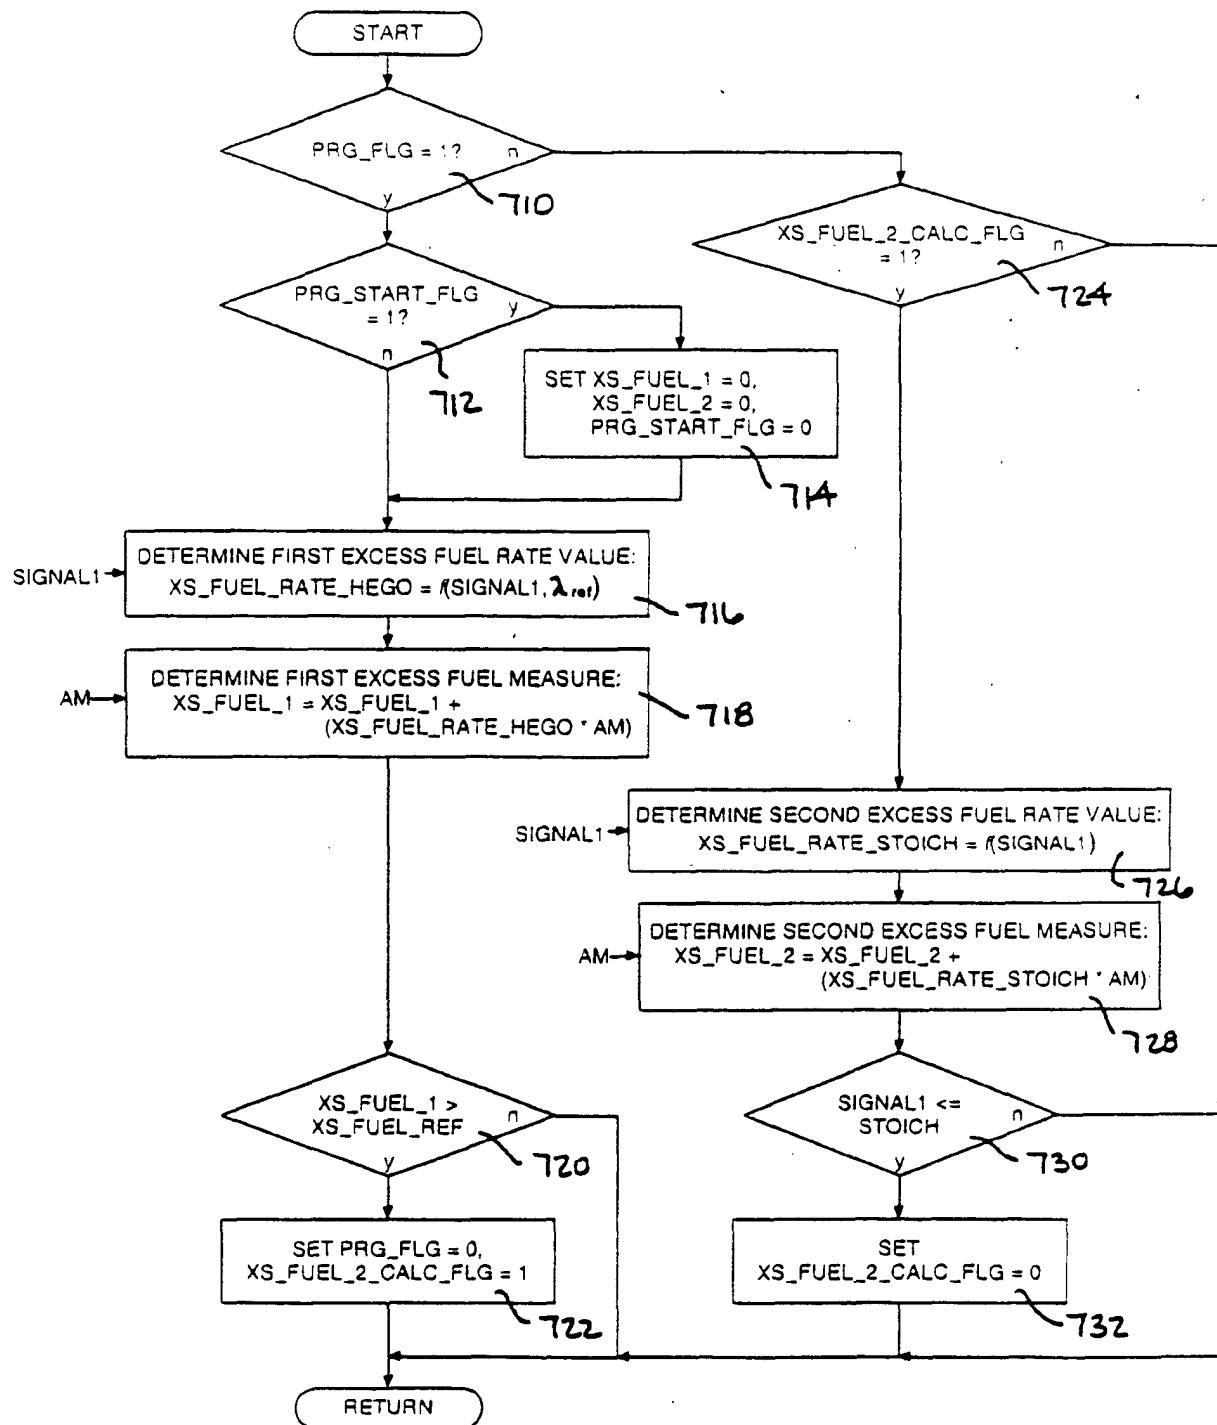 START
PRG_FLG = 1?
n
y
710
XS_FUEL_2_CALC_FLG
= 1?
n
y
724
PRG_START_FLG
= 1?
y
n
712
SET XS_FUEL_1 = 0,
XS_FUEL_2 = 0,
PRG_START_FLG = 0
714
SIGNAL1
DETERMINE FIRST EXCESS FUEL RATE VALUE:
XS_FUEL_RATE_HEGO = f(SIGNAL1, λref)
716
AM
DETERMINE FIRST EXCESS FUEL MEASURE:
XS_FUEL_1 = XS_FUEL_1 +
(XS_FUEL_RATE_HEGO * AM)
718
SIGNAL1
DETERMINE SECOND EXCESS FUEL RATE VALUE:
XS_FUEL_RATE_STOICH = f(SIGNAL1)
726
AM
DETERMINE SECOND EXCESS FUEL MEASURE:
XS_FUEL_2 = XS_FUEL_2 +
(XS_FUEL_RATE_STOICH * AM)
728
XS_FUEL_1 >
XS_FUEL_REF
n
y
720
SIGNAL1 <=
STOICH
n
y
730
SET PRG_FLG = 0,
XS_FUEL_2_CALC_FLG = 1
722
SET
XS_FUEL_2_CALC_FLG = 0
732
RETURN